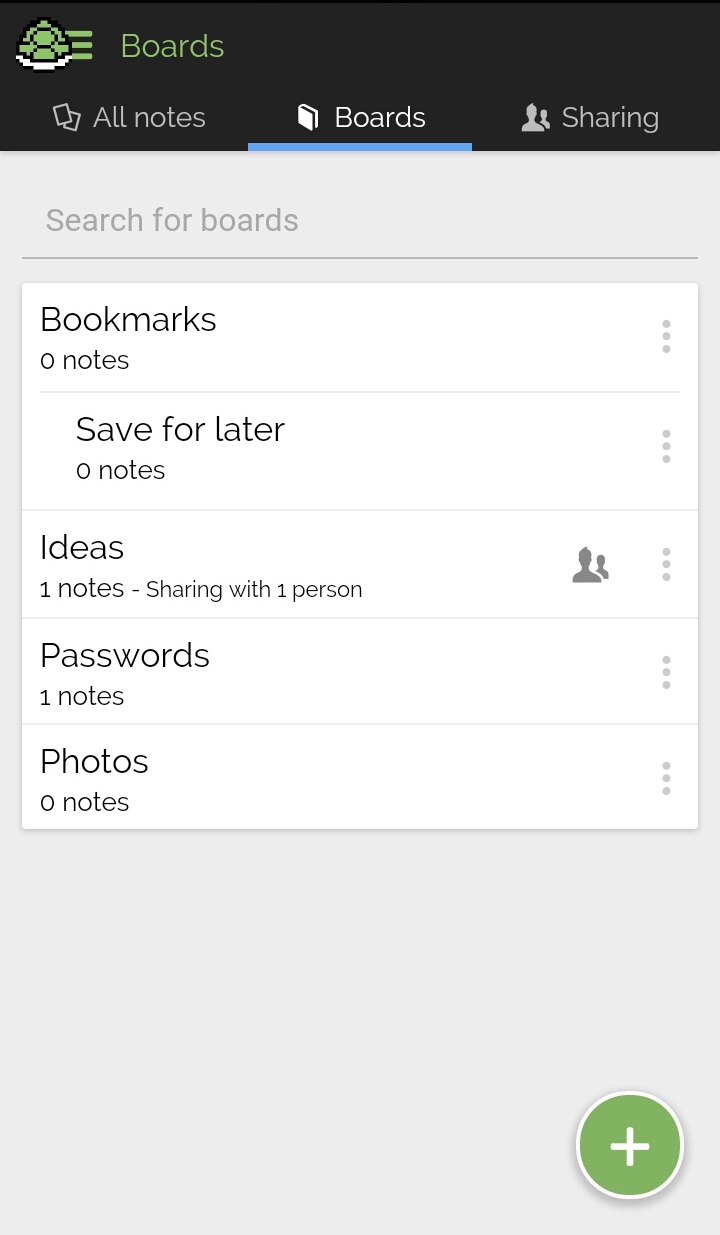 Boards
All notes
Boards
Sharing
Search for boards
Bookmarks
0 notes
Save for later
0 notes
Ideas
1 notes - Sharing with 1 person
Passwords
1 notes
Photos
0 notes